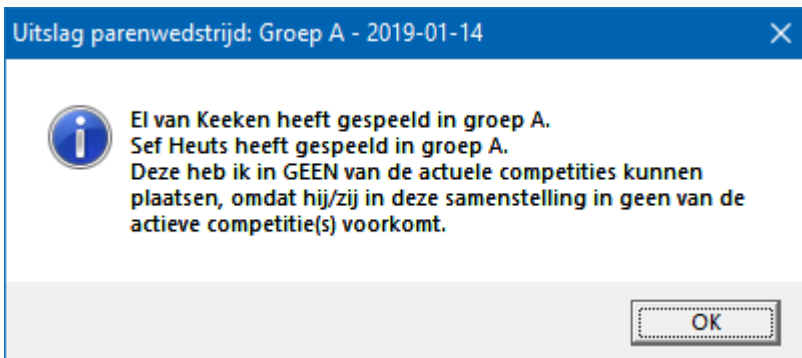 Uitslag parenwedstrijd: Groep A - 2019-01-14
El van Keeken heeft gespeeld in groep A.
Sef Heuts heeft gespeeld in groep A.
Deze heb ik in GEEN van de actuele competities kunnen
plaatsen, omdat hij/zij in deze samenstelling in geen van de
actieve competitie(s) voorkomt.
OK